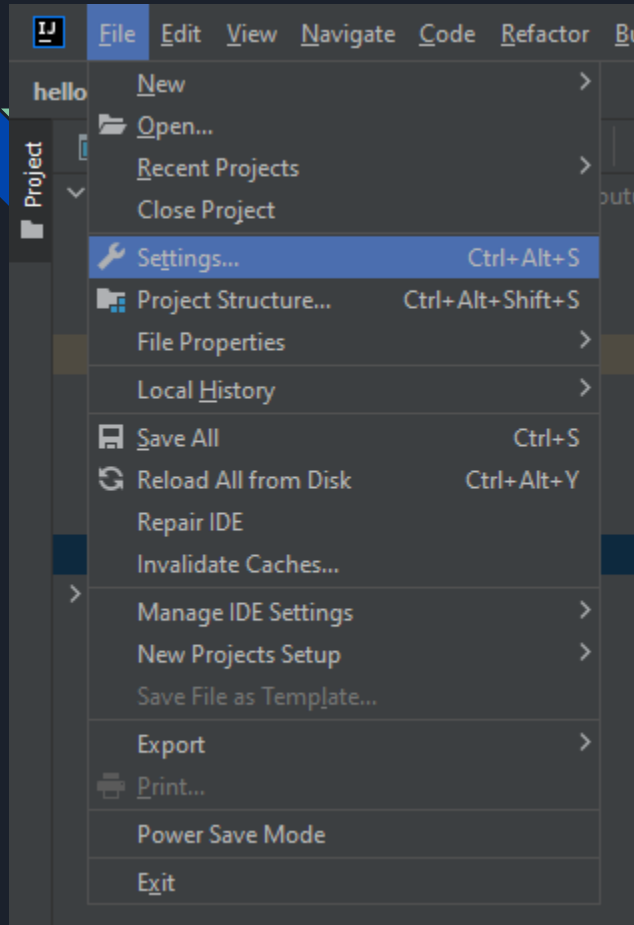 IJ File Edit View Navigate Code Refactor
hello
Project
New
Open...
Recent Projects
Close Project
Settings... Ctrl+Alt+S
Project Structure... Ctrl+Alt+Shift+S
File Properties
Local History
Save All Ctrl+S
Reload All from Disk Ctrl+Alt+Y
Repair IDE
Invalidate Caches...
Manage IDE Settings
New Projects Setup
Save File as Template...
Export
Print...
Power Save Mode
Exit